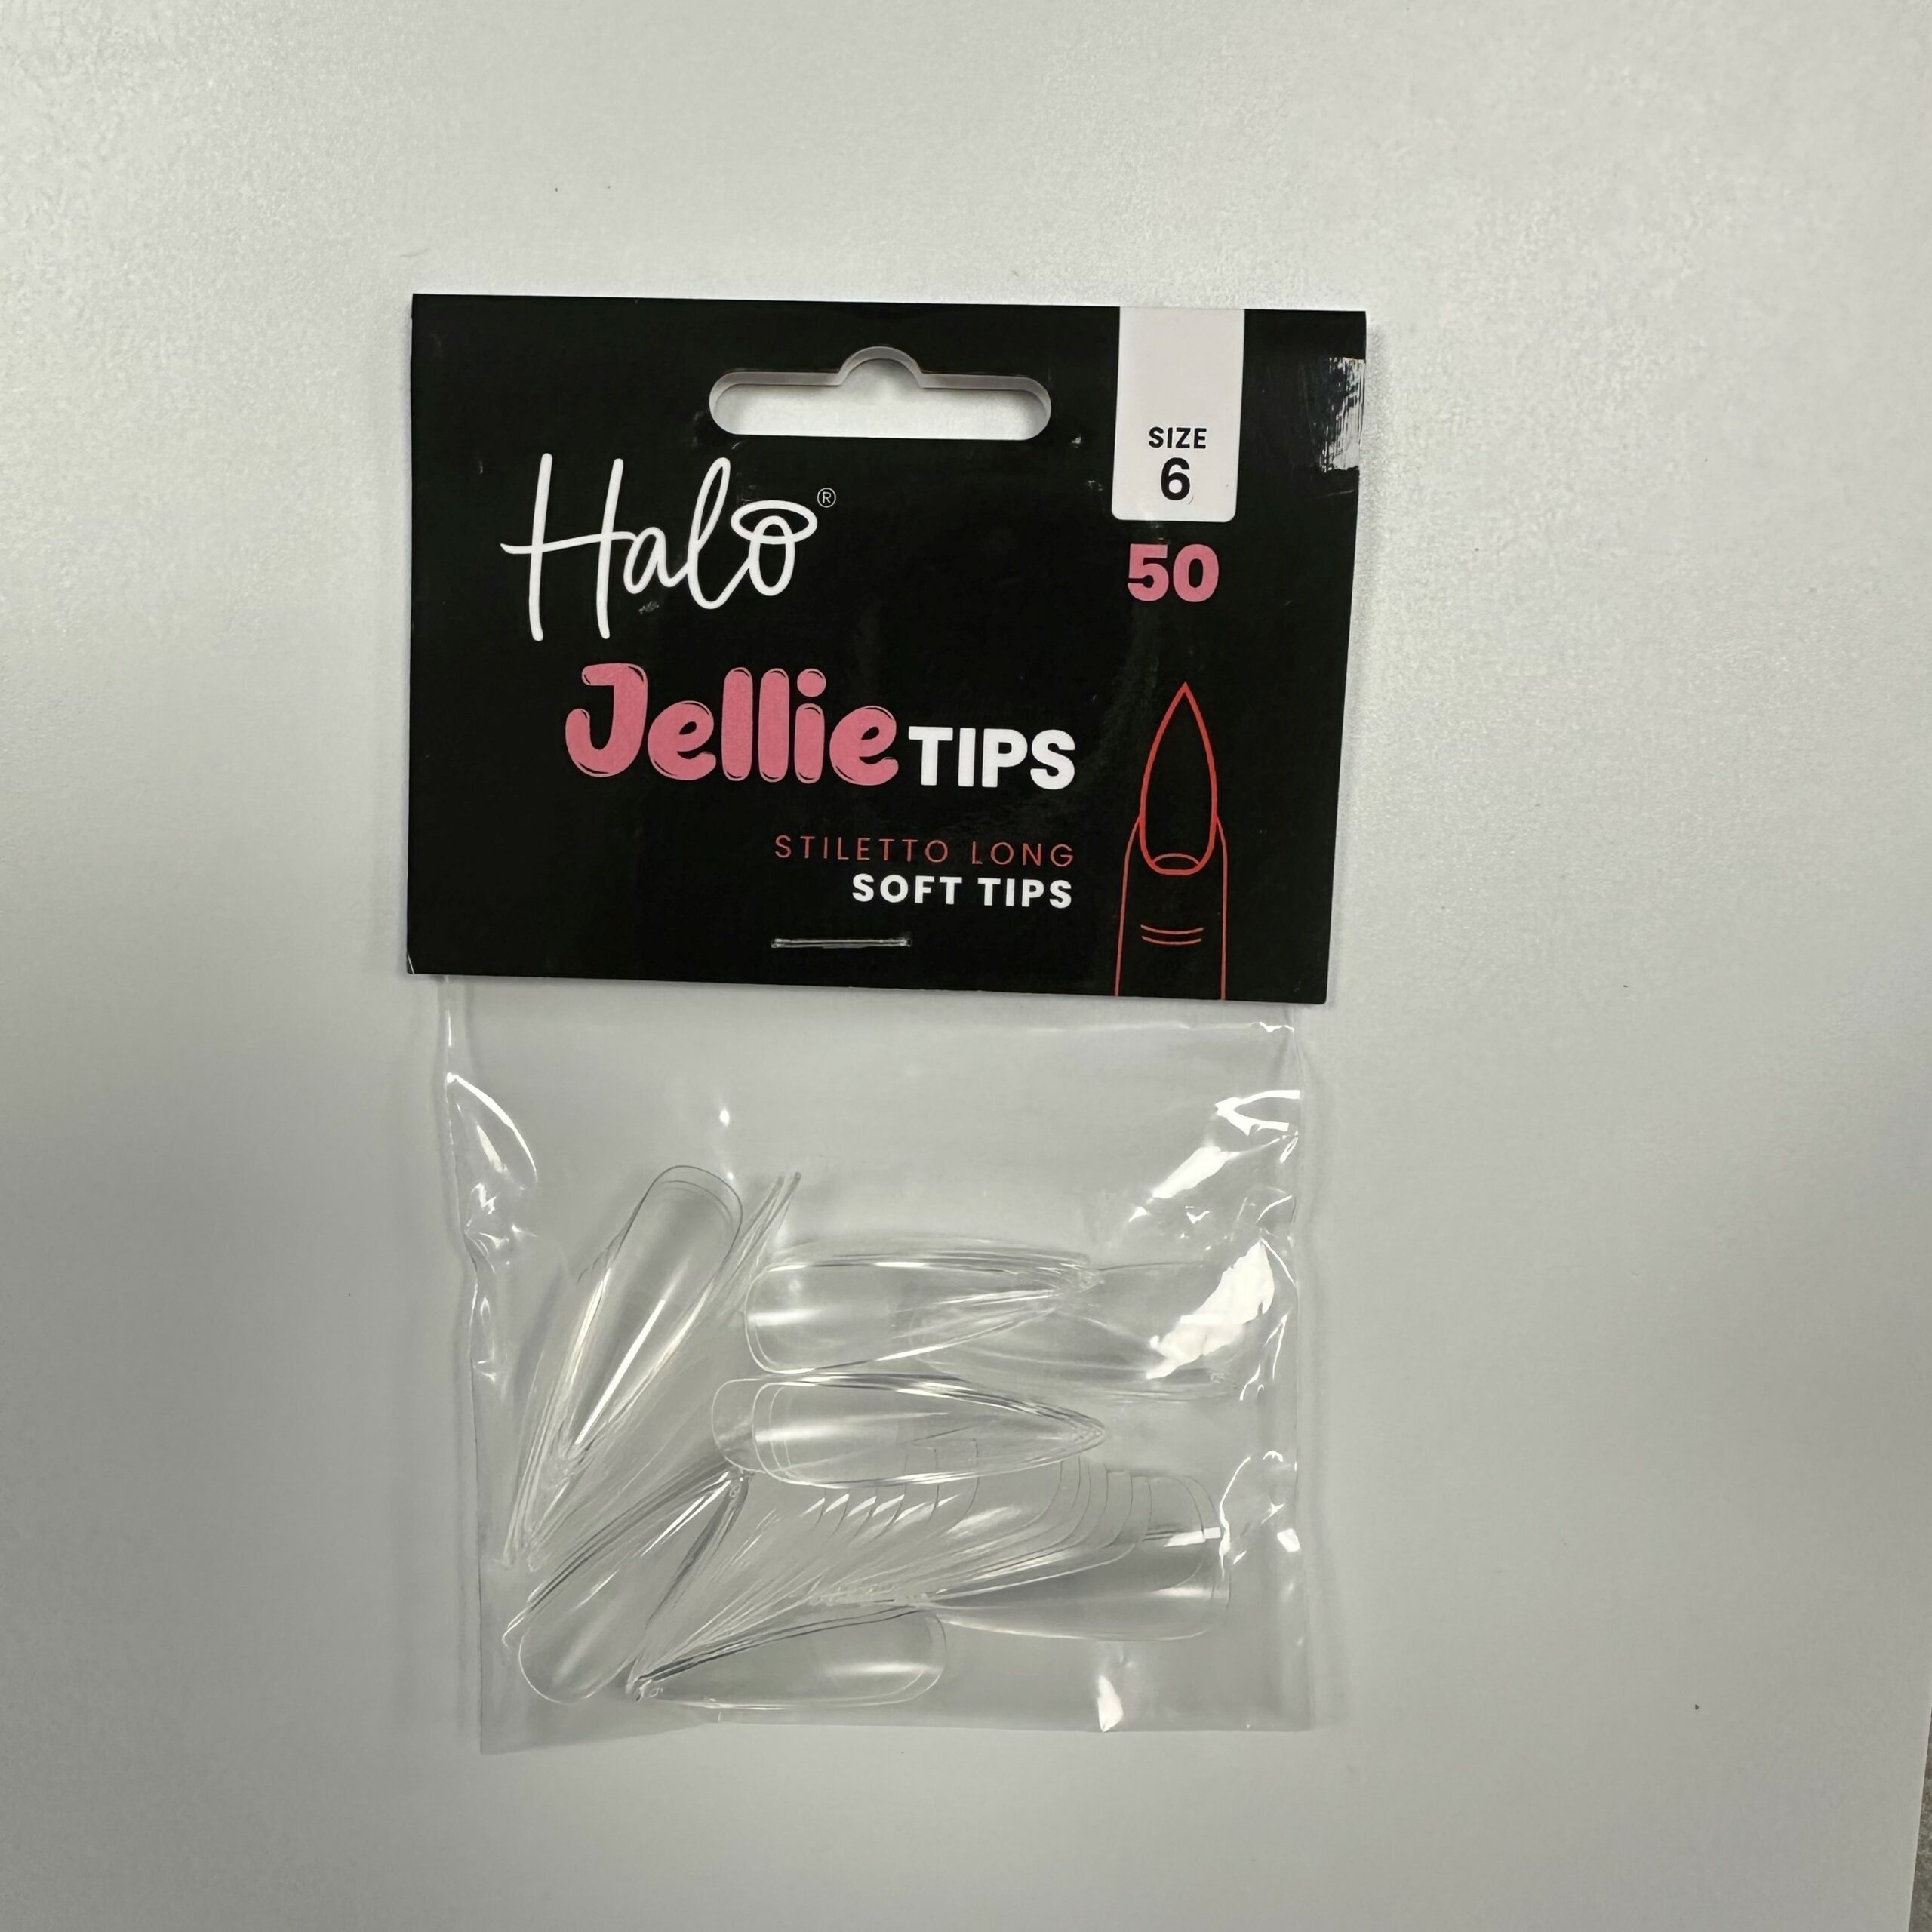 SIZE
6
Halo®
50
Jellie TIPS
STILETTO LONG
SOFT TIPS